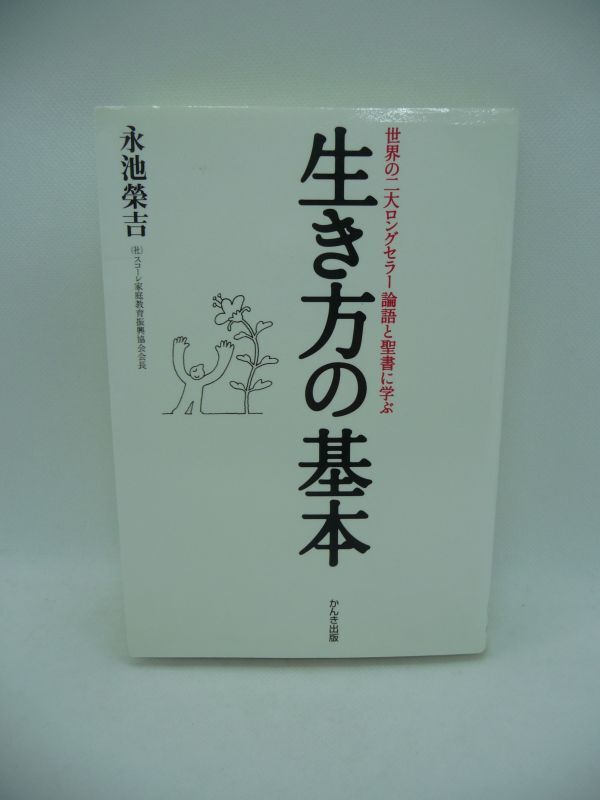 世界の二大ロングセラー 論語と聖書に学ぶ
生き方の基本
永池榮吉
(社)スコーレ家庭教育振興協会会長
かんき出版